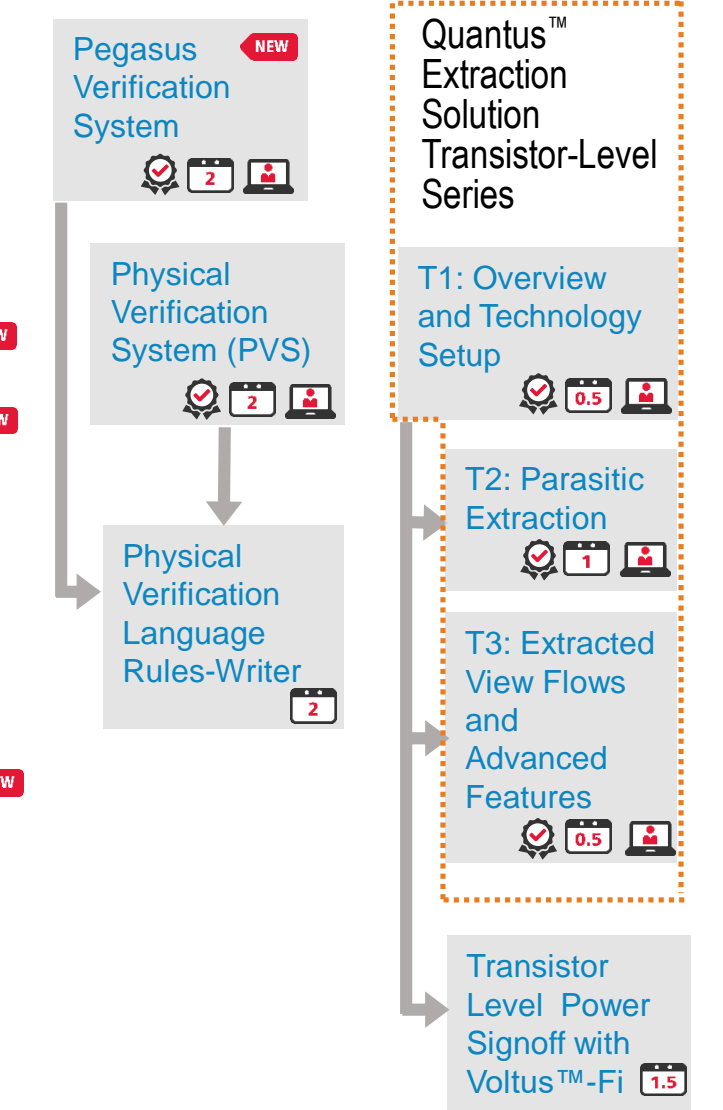 Pegasus
NEW
Verification
System
2
Physical
Verification
System (PVS)
2
Physical
Verification
Language
Rules-Writer
2
Quantus™
Extraction
Solution
Transistor-Level
Series
T1: Overview
and Technology
Setup
0.5
T2: Parasitic
Extraction
1
T3: Extracted
View Flows
and
Advanced
Features
0.5
Transistor
Level Power
Signoff with
Voltus™-Fi
1.5